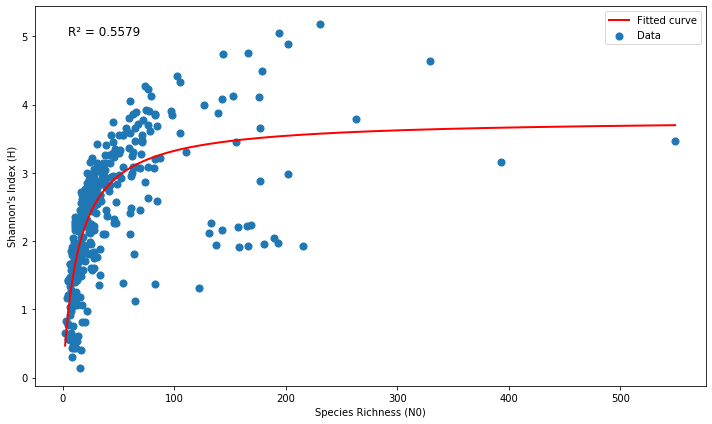 R² = 0.5579
Fitted curve
Data
Shannon's Index (H)
5
4
3
2
1
0
0 100 200 300 400 500
Species Richness (N0)